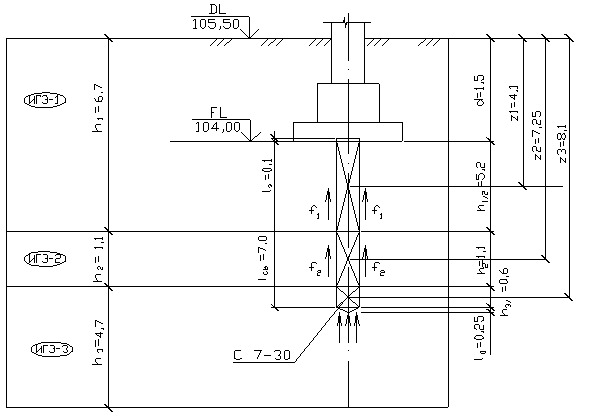 DL
105,50
ИГЭ-1
h1 = 6,7
d=1,5
z1=4,1
z2=7,25
z3=8,1
FL
104,00
lз=0,1
h1/2=5,2
f1
f1
ИГЭ-2
h2 = 1,1
lсв =7.0
f2
f2
h2=1,1
h3/ =0,6
ИГЭ-3
h3=4,7
С 7-30
l0=0,25